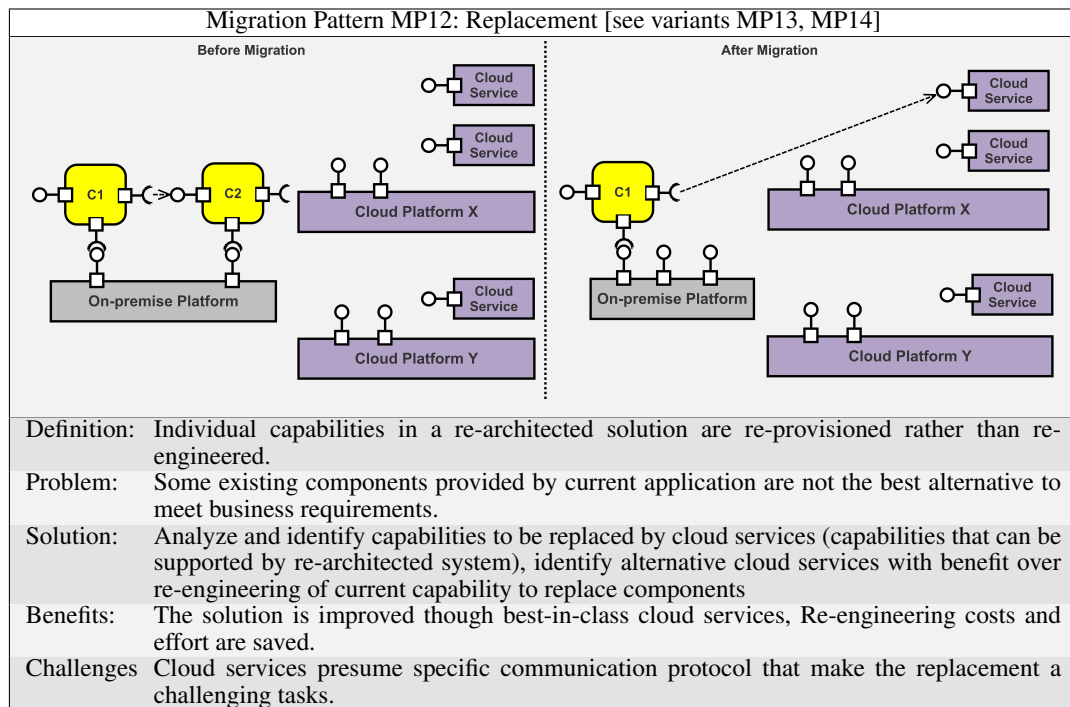 Migration Pattern MP12: Replacement [see variants MP13, MP14]
Before Migration
Cloud
Service
Cloud
Service
C1
C2
Cloud Platform X
On-premise Platform
Cloud
Service
Cloud Platform Y
After Migration
Cloud
Service
Cloud
Service
C1
Cloud Platform X
On-premise Platform
Cloud
Service
Cloud Platform Y
Definition: Individual capabilities in a re-architected solution are re-provisioned rather than re-
engineered.
Problem: Some existing components provided by current application are not the best alternative to
meet business requirements.
Solution: Analyze and identify capabilities to be replaced by cloud services (capabilities that can be
supported by re-architected system), identify alternative cloud services with benefit over
re-engineering of current capability to replace components
Benefits: The solution is improved though best-in-class cloud services, Re-engineering costs and
effort are saved.
Challenges Cloud services presume specific communication protocol that make the replacement a
challenging tasks.